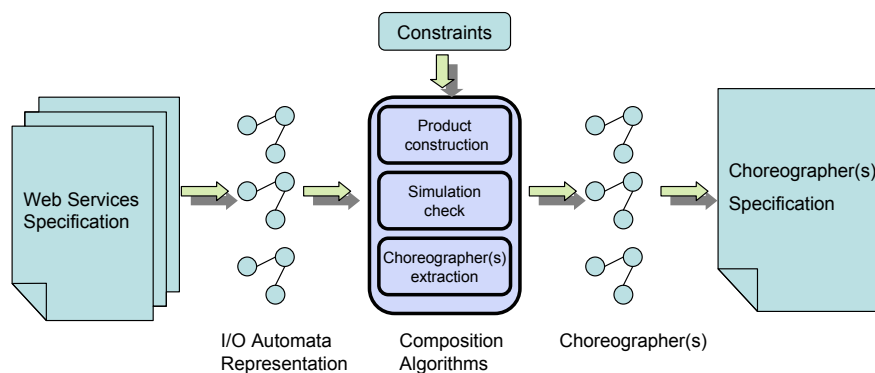 Constraints
Web Services
Specification
Product
construction
Simulation
check
Choreographer(s)
extraction
Choreographer(s)
Specification
I/O Automata
Representation
Composition
Algorithms
Choreographer(s)